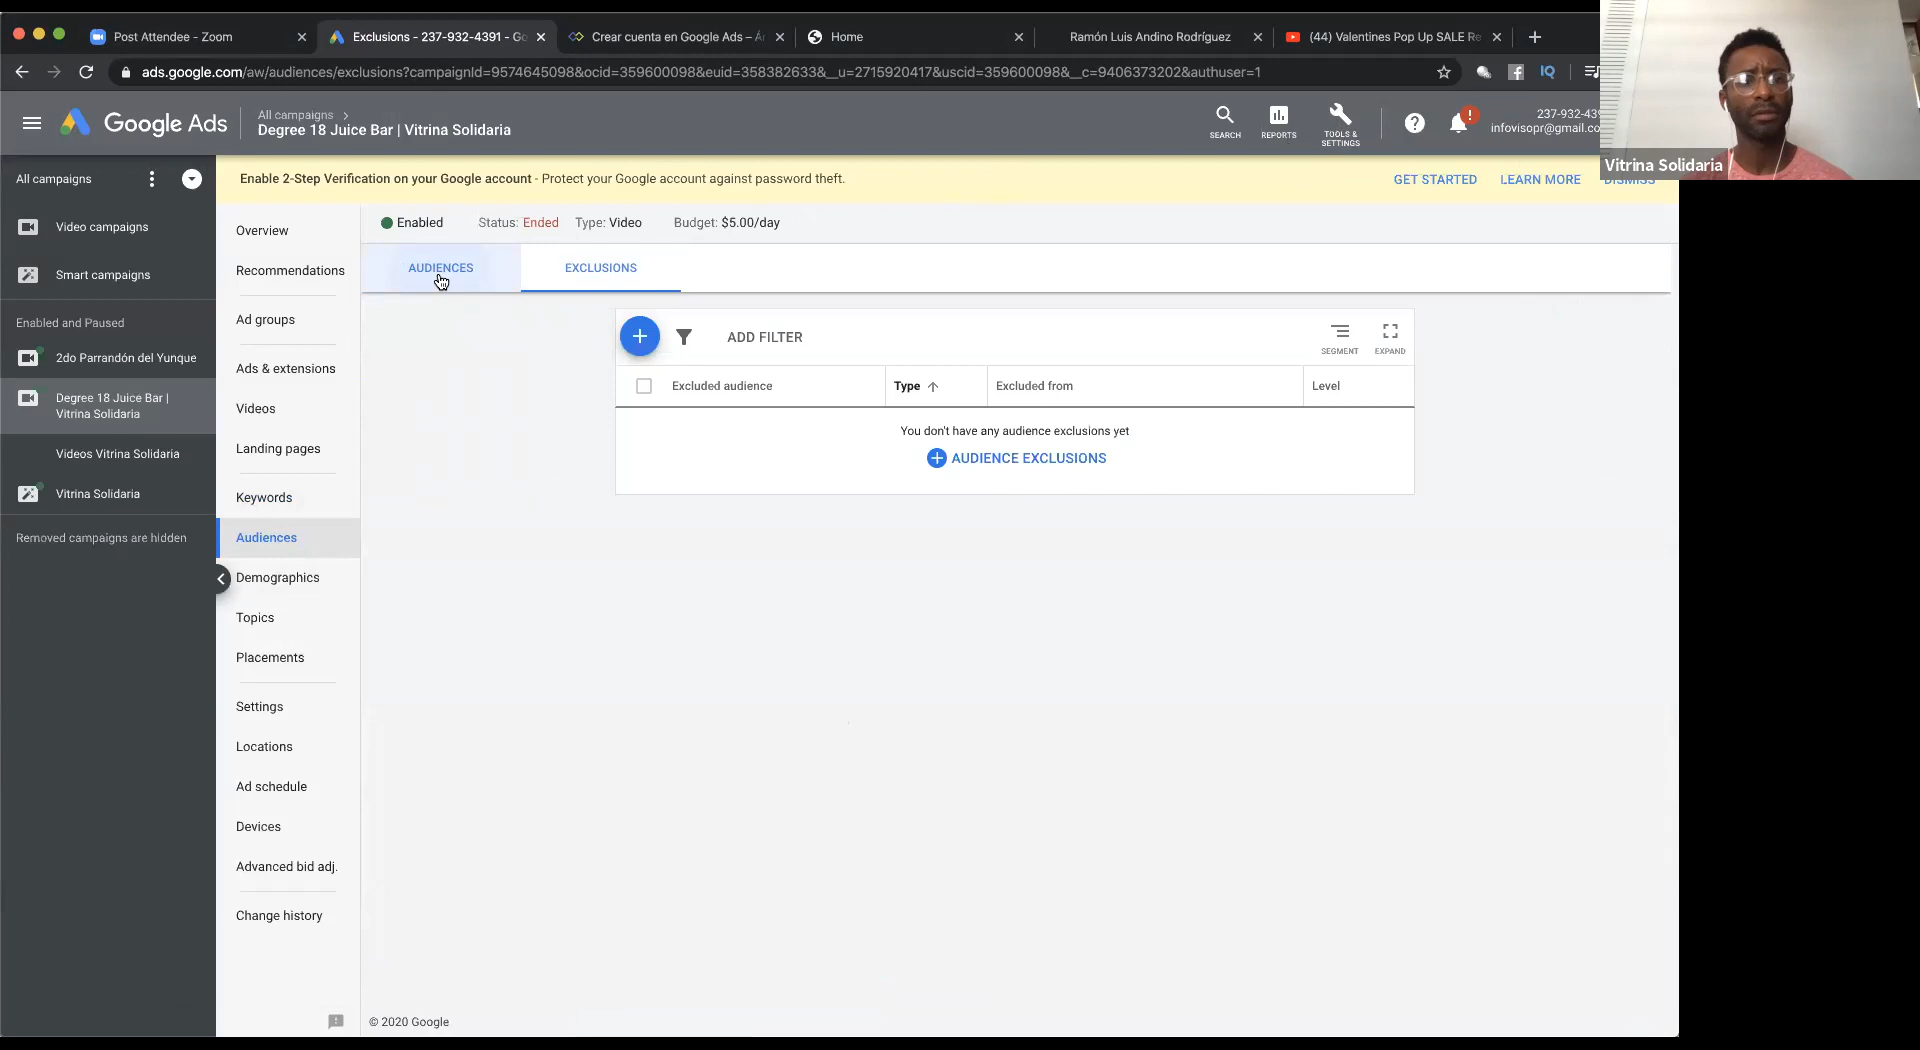 Post Attendee - Zoom
Exclusions - 237-932-4391 - Go
Crear cuenta en Google Ads – Ár
Home
Ramón Luis Andino Rodríguez
(44) Valentines Pop Up SALE Re
ads.google.com/aw/audiences/exclusions?campaignId=9574645098&ocid=359600098&euid=358382633&__u=2715920417&uscid=359600098&__c=9406373202&authuser=1
IQ
Google Ads
All campaigns
Degree 18 Juice Bar | Vitrina Solidaria
SEARCH
REPORTS
TOOLS &
SETTINGS
237-932-439
infovisopr@gmail.co
Vitrina Solidaria
All campaigns
Video campaigns
Smart campaigns
Enabled and Paused
2do Parrandón del Yunque
Degree 18 Juice Bar |
Vitrina Solidaria
Videos Vitrina Solidaria
Vitrina Solidaria
Removed campaigns are hidden
Enable 2-Step Verification on your Google account - Protect your Google account against password theft.
GET STARTED
LEARN MORE
DISMISS
Overview
Recommendations
Ad groups
Ads & extensions
Videos
Landing pages
Keywords
Audiences
Demographics
Topics
Placements
Settings
Locations
Ad schedule
Devices
Advanced bid adj.
Change history
Enabled
Status: Ended
Type: Video
Budget: $5.00/day
AUDIENCES
EXCLUSIONS
ADD FILTER
SEGMENT
EXPAND
Excluded audience
Type
Excluded from
Level
You don't have any audience exclusions yet
AUDIENCE EXCLUSIONS
© 2020 Google